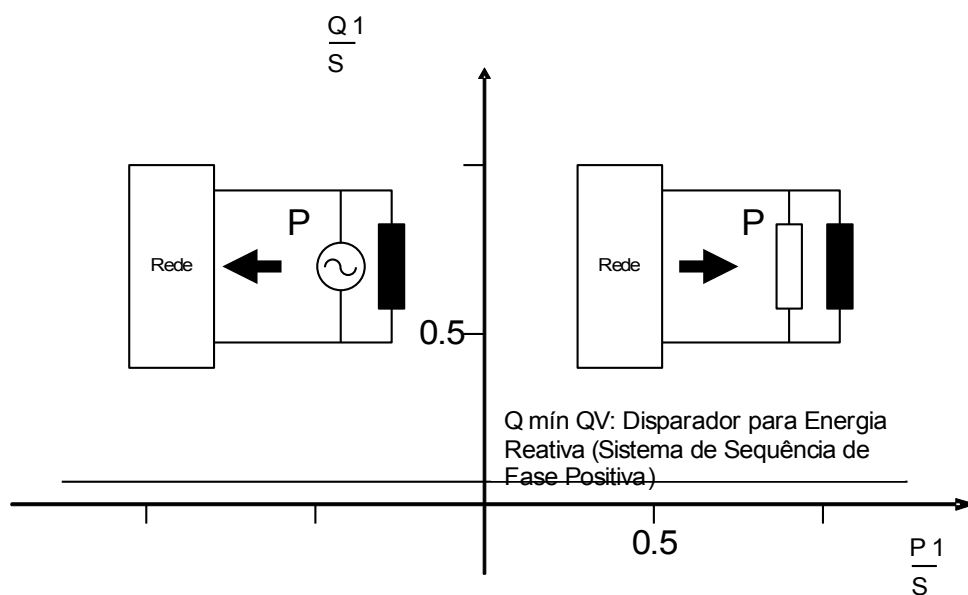 Q 1
S
P
P
Rede
Rede
0.5
Q mín QV: Disparador para Energia
Reativa (Sistema de Sequência de
Fase Positiva)
0.5
P 1
S